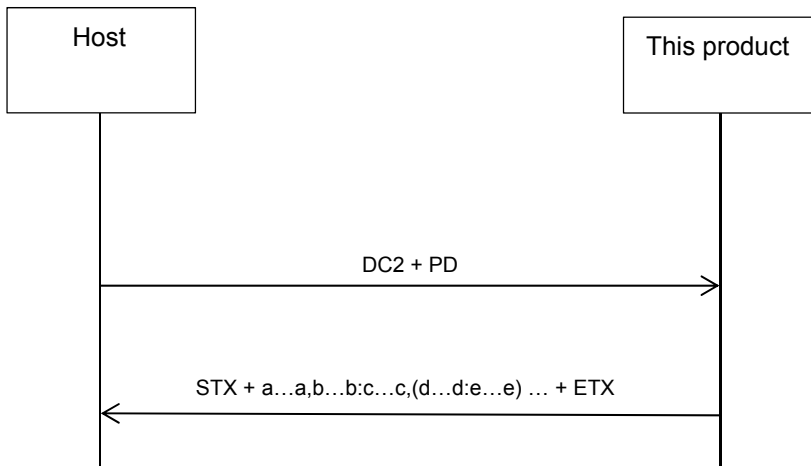 Host
This product
DC2 + PD
STX + a…a,b…b:c…c,(d…d:e…e) … + ETX